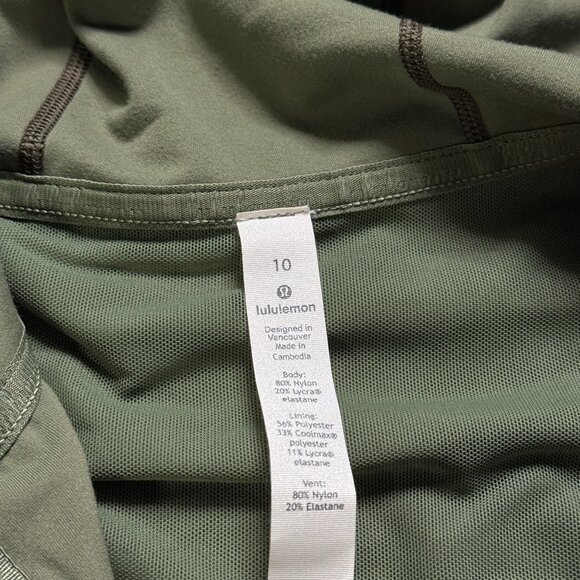 10
lululemon
Designed in
Vancouver
Made in
Cambodia
Body:
80% Nylon
20% Lycra®
elastane
Lining:
56% Polyester
33% Coolmax®
polyester
11% Lycra®
elastane
Vent:
80% Nylon
20% Elastane